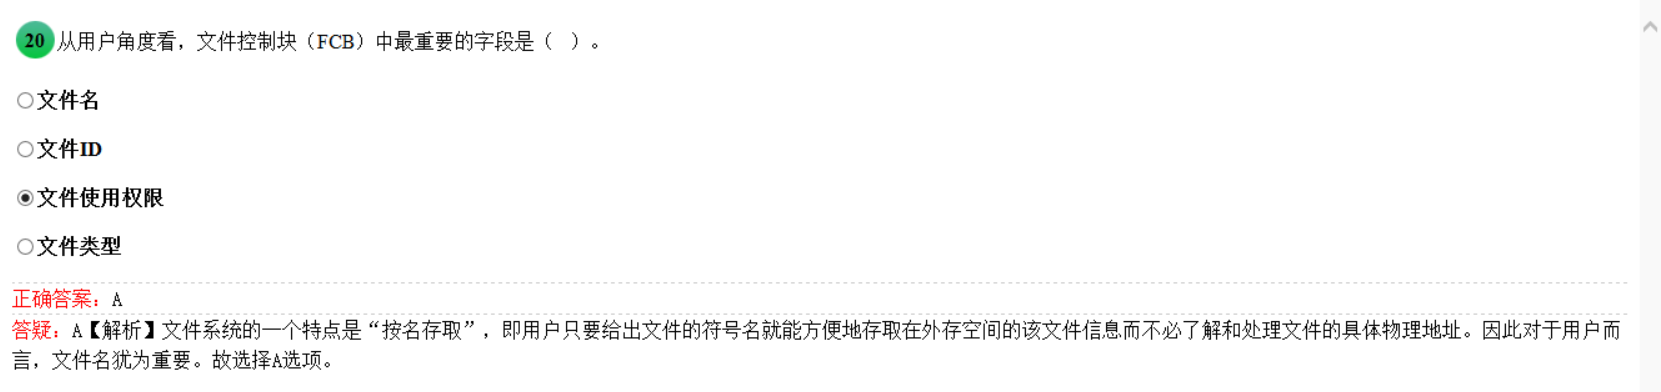 20 从用户角度看，文件控制块（FCB）中最重要的字段是（ ）。
文件名
文件ID
文件使用权限
文件类型
正确答案：A
答疑：A【解析】文件系统的一个特点是“按名存取”，即用户只要给出文件的符号名就能方便地存取在外存空间的该文件信息而不必了解和处理文件的具体物理地址。因此对于用户而
言，文件名犹为重要。故选择A选项。